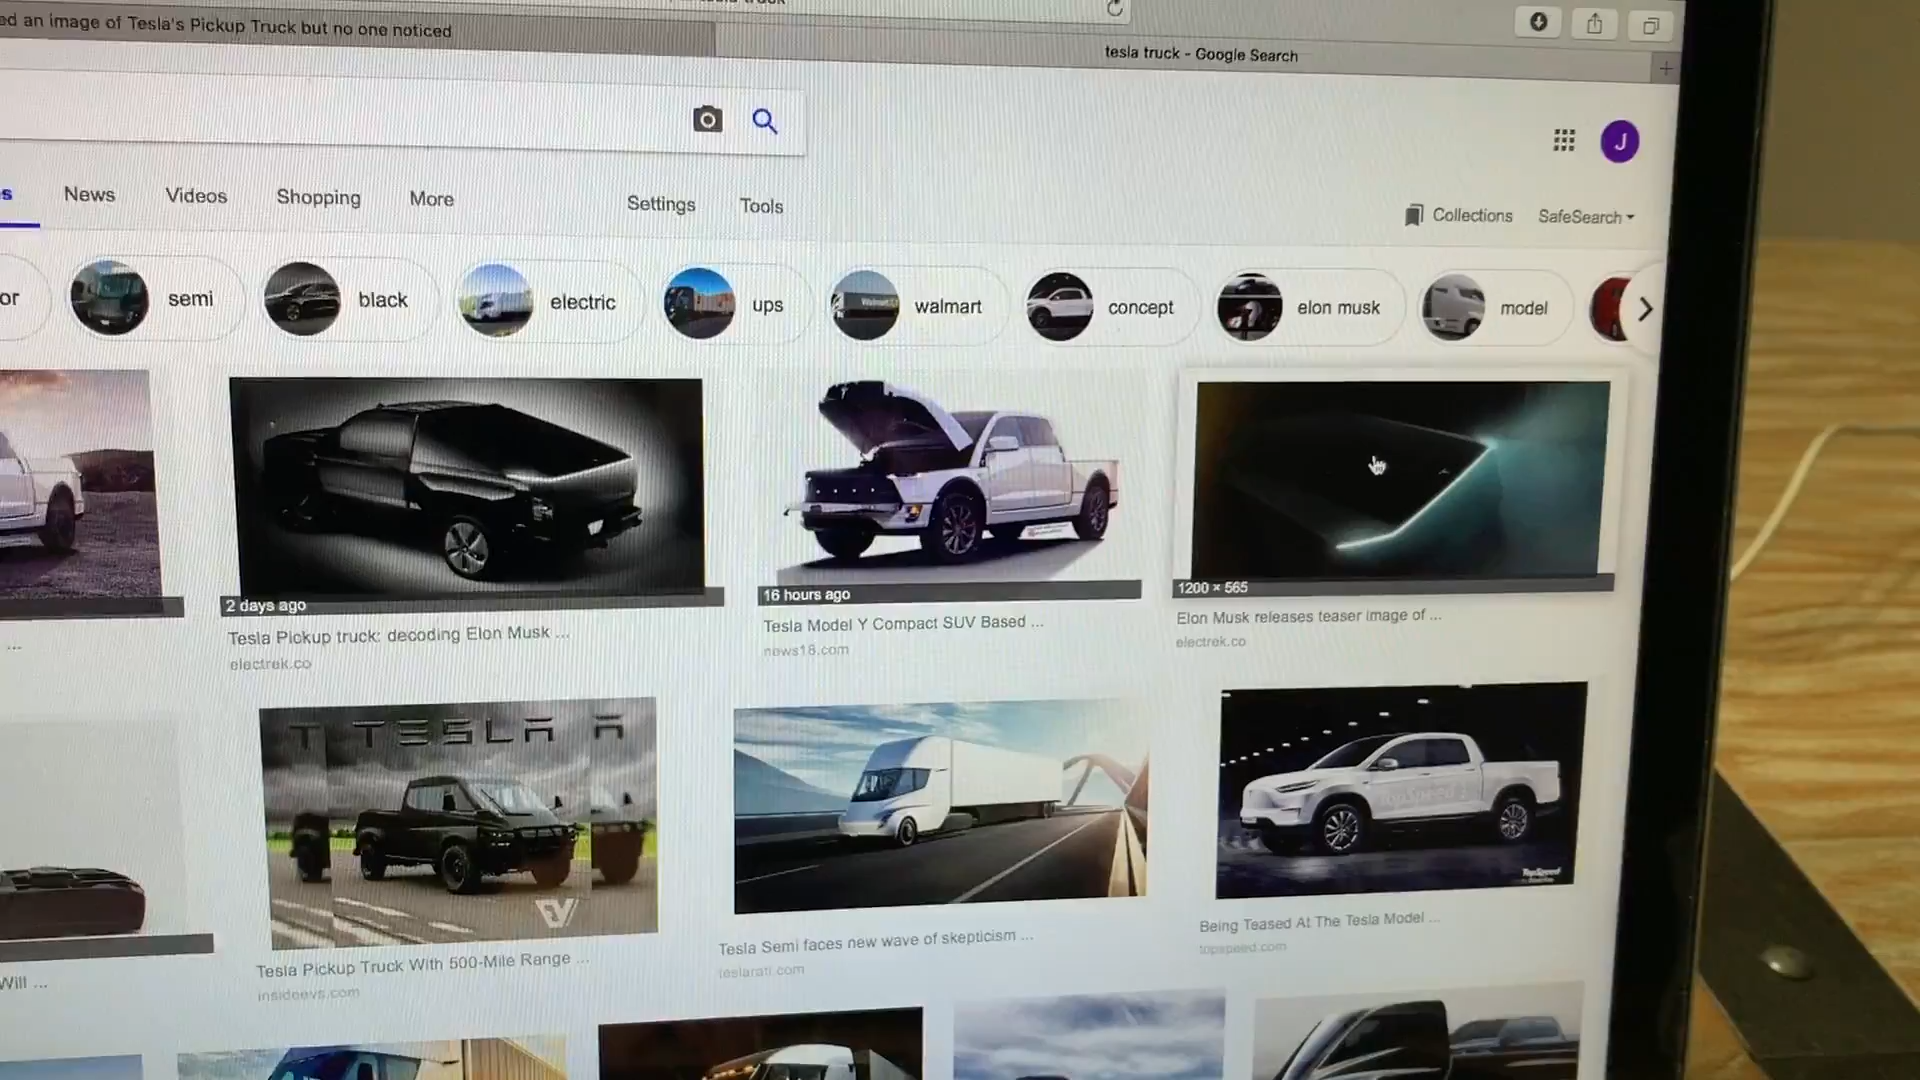 ed an image of Tesla's Pickup Truck but no one noticed
tesla truck - Google Search
J
s
News
Videos
Shopping
More
Settings
Tools
Collections
SafeSearch
or
semi
black
electric
ups
walmart
concept
elon musk
model
2 days ago
16 hours ago
1200 × 565
...
Tesla Pickup truck: decoding Elon Musk ...
electrek.co
Tesla Model Y Compact SUV Based ...
news18.com
Elon Musk releases teaser image of ...
electrek.co
T TESLA A
EV
TopSpeed
Will ...
Tesla Pickup Truck With 500-Mile Range ...
insideevs.com
Tesla Semi faces new wave of skepticism ...
teslarati.com
Being Teased At The Tesla Model ...
topspeed.com